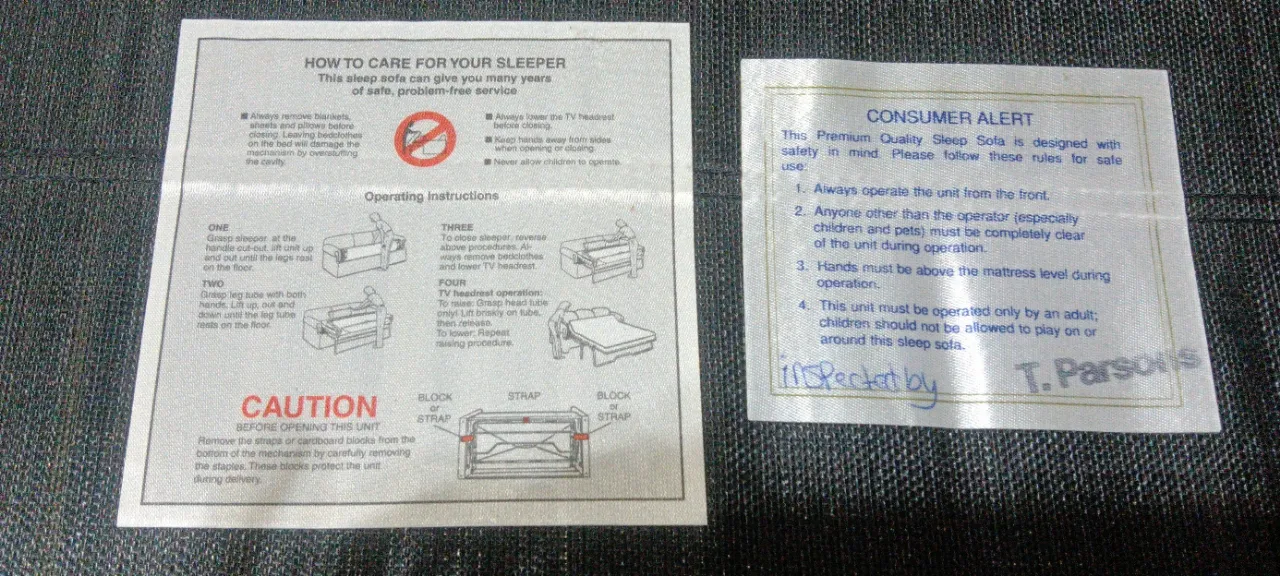 HOW TO CARE FOR YOUR SLEEPER
This sleep sofa can give you many years
of safe, problem-free service
Always remove blankets,
sheets and pillows before
closing. Leaving bedclothes
on the bed will damage the
mechanism by overstuffing
the cavity.
Always lower the TV headrest
before closing.
Keep hands away from sides
when opening or closing.
Never allow children to operate.
Operating Instructions
ONE
Grasp sleeper at the
handle cut-out, lift unit up
and out until the legs rest
on the floor.
TWO
Grasp leg tube with both
hands. Lift up, out and
down until the leg tube
rests on the floor.
THREE
To close sleeper, reverse
above procedures. Al-
ways remove bedclothes
and lower TV headrest.
FOUR
TV headrest operation:
To raise: Grasp head tube
only! Lift briskly on tube,
then release.
To lower: Repeat
raising procedure.
CAUTION
BEFORE OPENING THIS UNIT
Remove the straps or cardboard blocks from the
bottom of the mechanism by carefully removing
the staples. These blocks protect the unit
during delivery.
BLOCK
or
STRAP
STRAP
BLOCK
or
STRAP
CONSUMER ALERT
This Premium Quality Sleep Sofa is designed with
safety in mind. Please follow these rules for safe
use:
1. Always operate the unit from the front.
2. Anyone other than the operator (especially
children and pets) must be completely clear
of the unit during operation.
3. Hands must be above the mattress level during
operation.
4. This unit must be operated only by an adult;
children should not be allowed to play on or
around this sleep sofa.
inspected by
T. Parsons